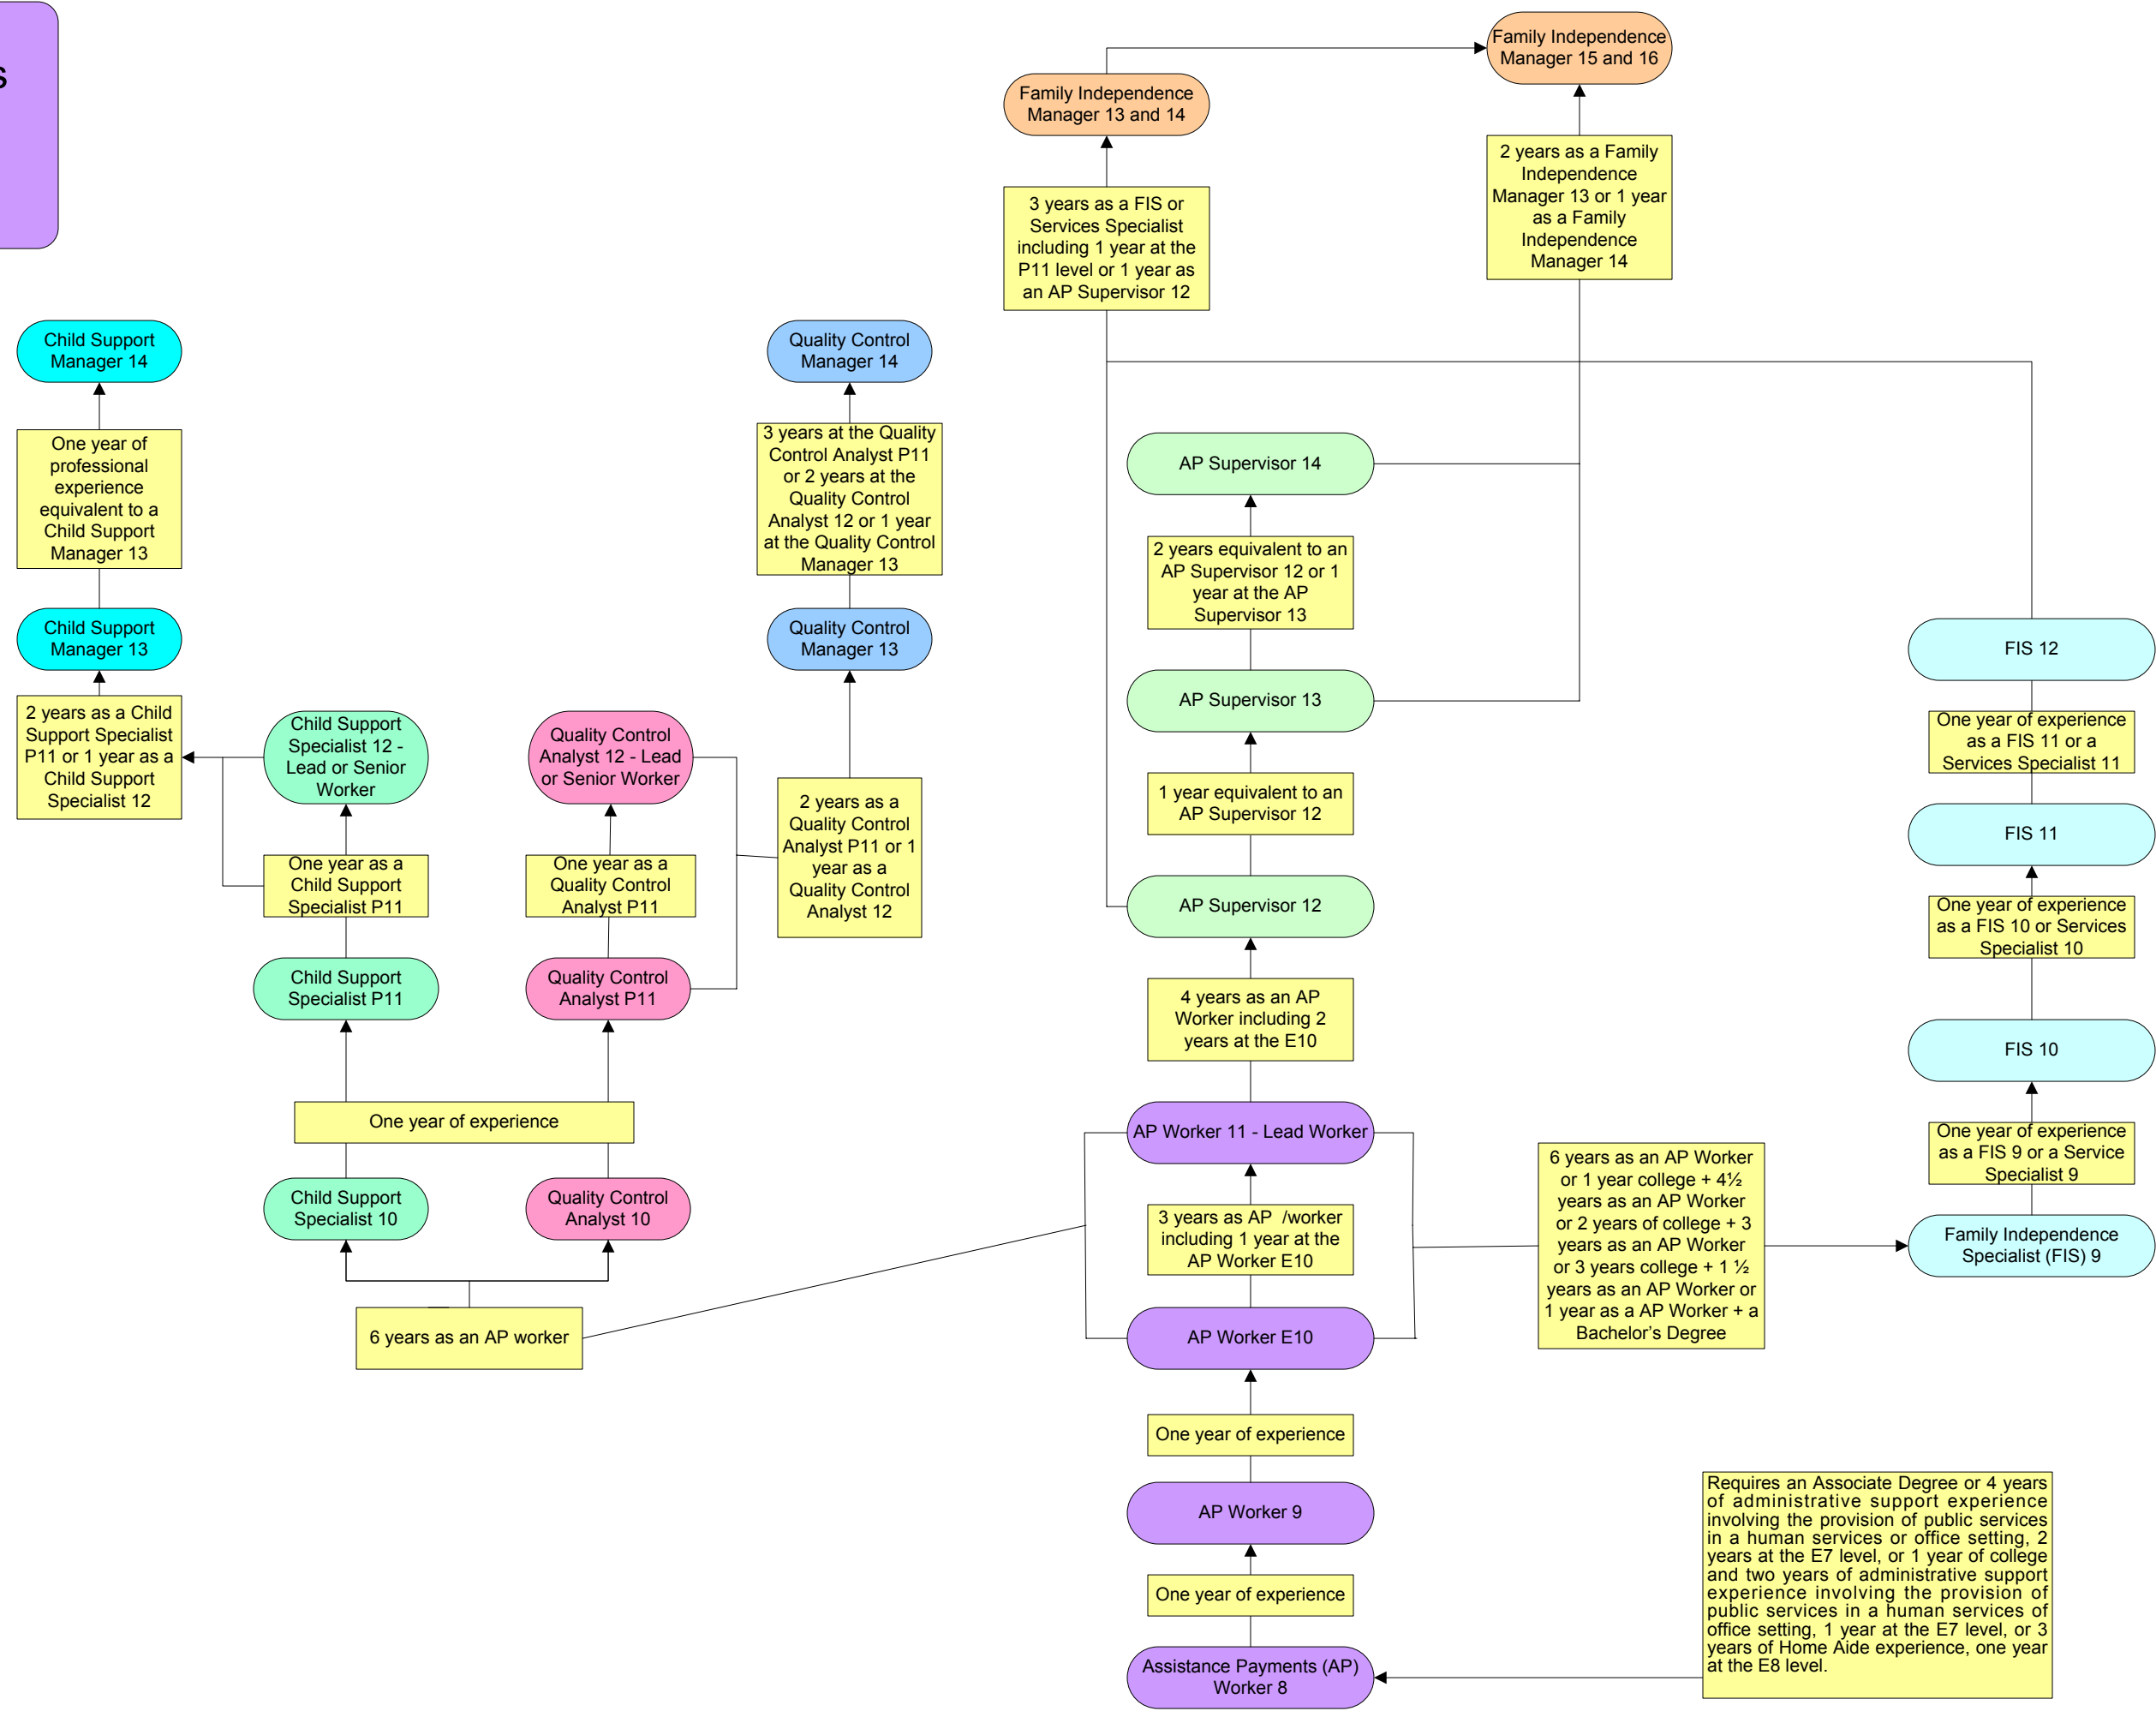 s
Family Independence
Manager 15 and 16
Family Independence
Manager 13 and 14
2 years as a Family
Independence
Manager 13 or 1 year
as a Family
Independence
Manager 14
3 years as a FIS or
Services Specialist
including 1 year at the
P11 level or 1 year as
an AP Supervisor 12
Child Support
Manager 14
Quality Control
Manager 14
One year of
professional
experience
equivalent to a
Child Support
Manager 13
3 years at the Quality
Control Analyst P11
or 2 years at the
Quality Control
Analyst 12 or 1 year
at the Quality Control
Manager 13
AP Supervisor 14
2 years equivalent to an
AP Supervisor 12 or 1
year at the AP
Supervisor 13
Child Support
Manager 13
Quality Control
Manager 13
FIS 12
AP Supervisor 13
2 years as a Child
Support Specialist
P11 or 1 year as a
Child Support
Specialist 12
Child Support
Specialist 12 -
Lead or Senior
Worker
Quality Control
Analyst 12 - Lead
or Senior Worker
One year of experience
as a FIS 11 or a
Services Specialist 11
2 years as a
Quality Control
Analyst P11 or 1
year as a
Quality Control
Analyst 12
1 year equivalent to an
AP Supervisor 12
FIS 11
One year as a
Child Support
Specialist P11
One year as a
Quality Control
Analyst P11
AP Supervisor 12
One year of experience
as a FIS 10 or Services
Specialist 10
Child Support
Specialist P11
Quality Control
Analyst P11
4 years as an AP
Worker including 2
years at the E10
FIS 10
One year of experience
AP Worker 11 - Lead Worker
One year of experience
as a FIS 9 or a Service
Specialist 9
6 years as an AP Worker
or 1 year college + 4½
years as an AP Worker
or 2 years of college + 3
years as an AP Worker
or 3 years college + 1 ½
years as an AP Worker or
1 year as a AP Worker + a
Bachelor's Degree
Child Support
Specialist 10
Quality Control
Analyst 10
3 years as AP  /worker
including 1 year at the
AP Worker E10
Family Independence
Specialist (FIS) 9
6 years as an AP worker
AP Worker E10
One year of experience
AP Worker 9
One year of experience
Requires an Associate Degree or 4 years
of administrative support experience
involving the provision of public services
in a human services or office setting, 2
years at the E7 level, or 1 year of college
and two years of administrative support
experience involving the provision of
public services in a human services of
office setting, 1 year at the E7 level, or 3
years of Home Aide experience, one year
at the E8 level.
Assistance Payments (AP)
Worker 8